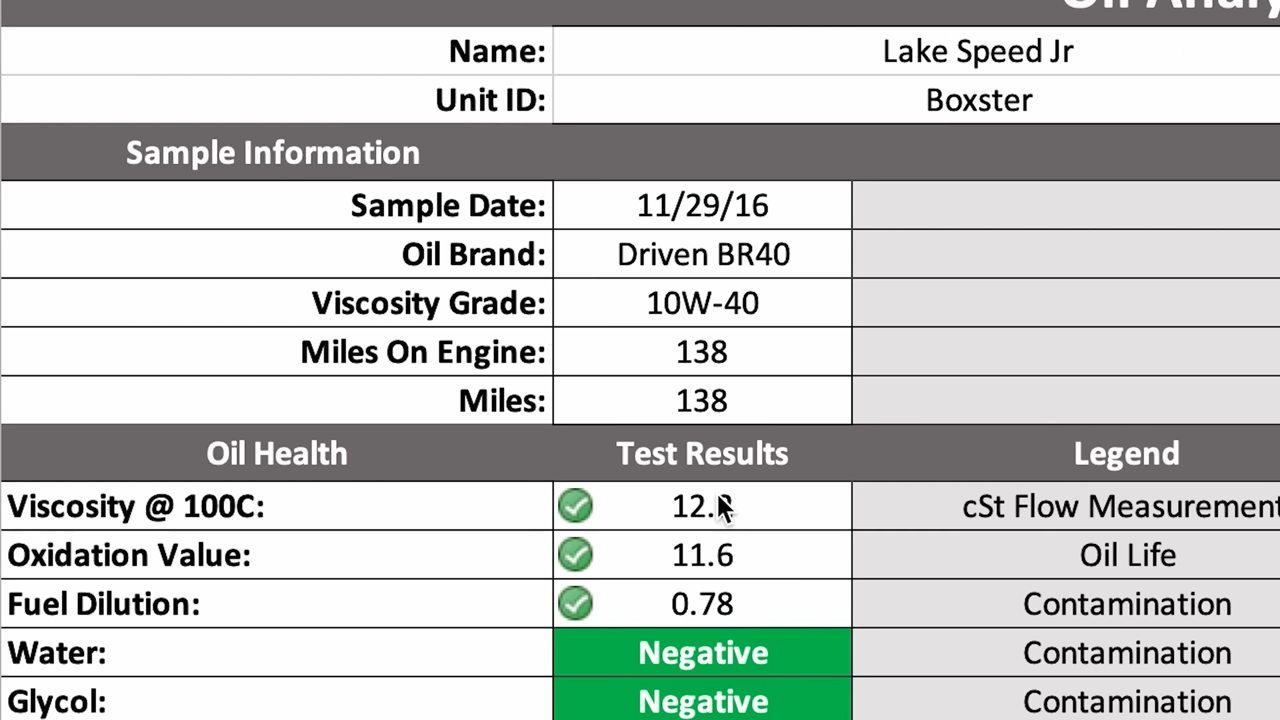 Oil Analy
Name: Lake Speed Jr
Unit ID: Boxster
Sample Information
Sample Date: 11/29/16
Oil Brand: Driven BR40
Viscosity Grade: 10W-40
Miles On Engine: 138
Miles: 138
Oil Health Test Results Legend
Viscosity @ 100C: cSt Flow Measurement
Oxidation Value: 11.6 Oil Life
Fuel Dilution: 0.78 Contamination
Water: Negative Contamination
Glycol: Negative Contamination